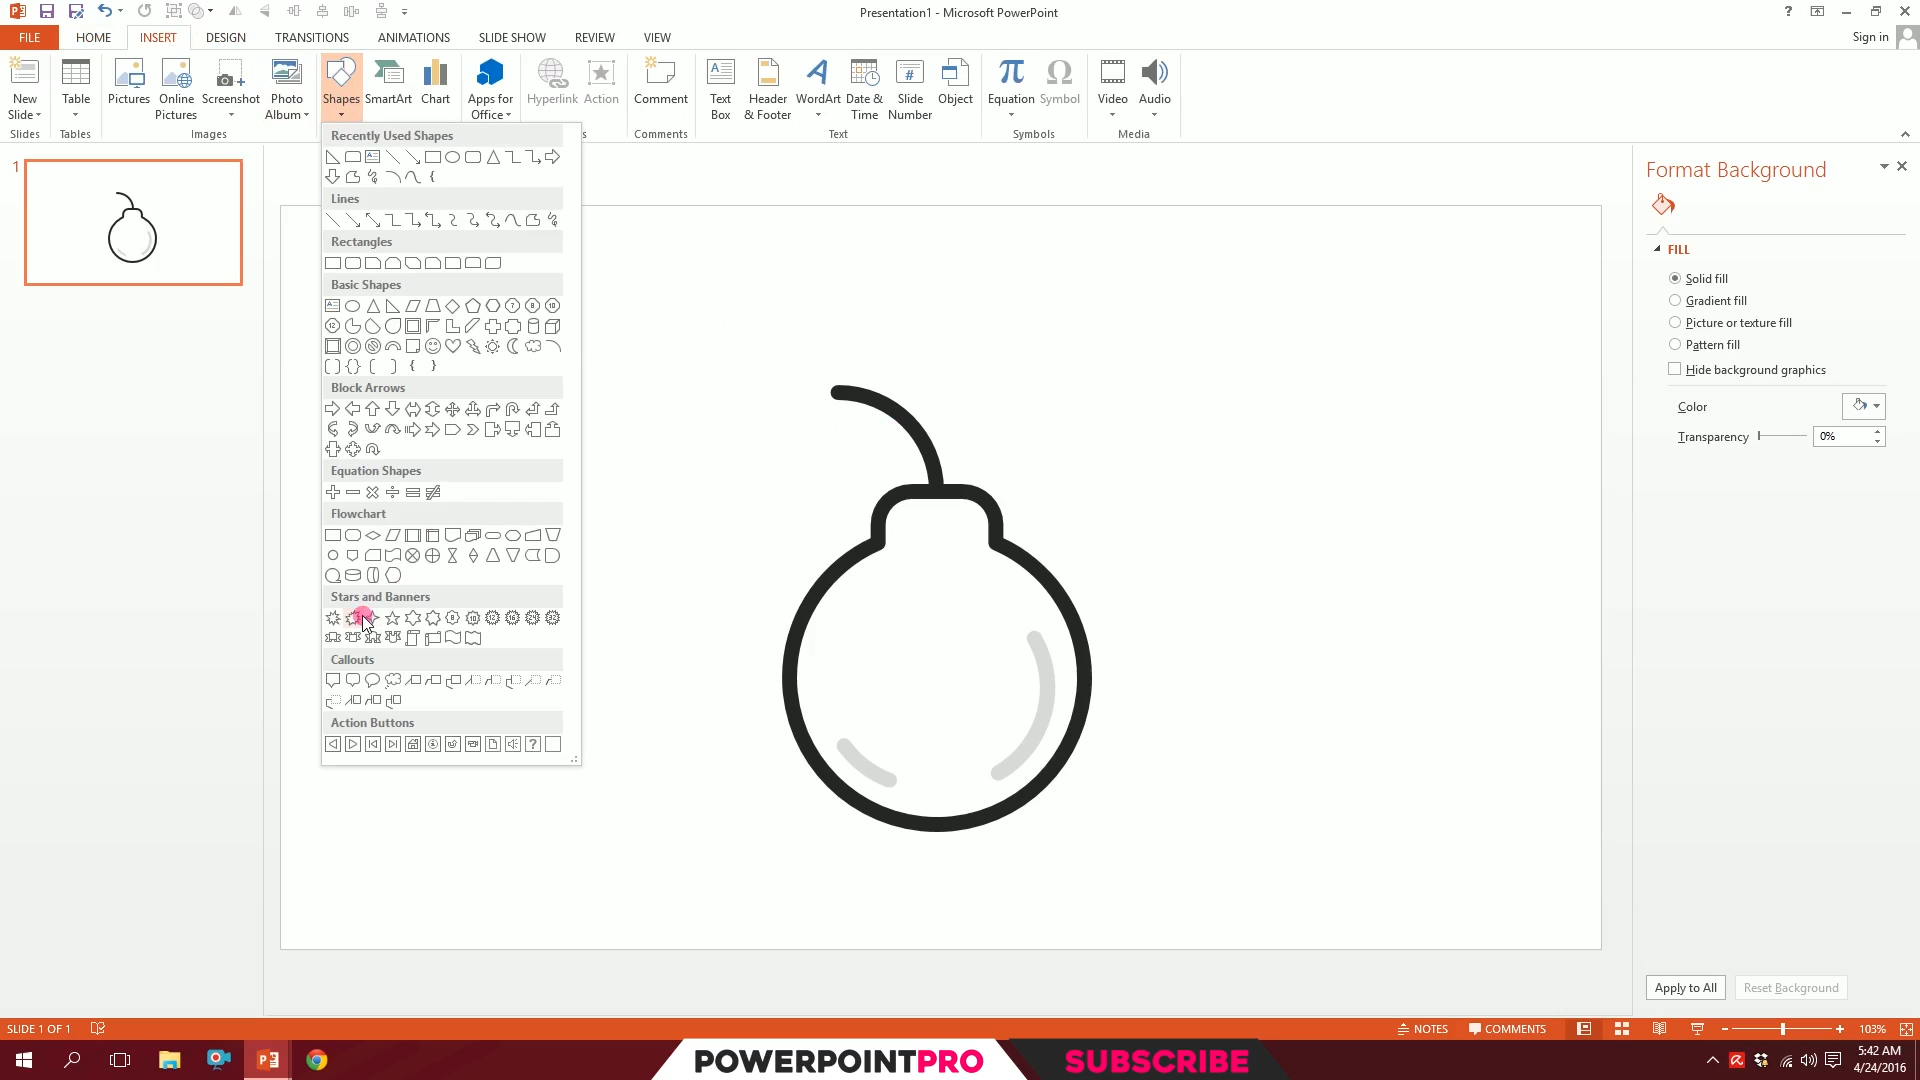 Presentation1 - Microsoft PowerPoint
?
FILE
HOME
INSERT
DESIGN
TRANSITIONS
ANIMATIONS
SLIDE SHOW
REVIEW
VIEW
Sign in
New
Slide
Table
Pictures
Online
Pictures
Screenshot
Photo
Album
Shapes
SmartArt
Chart
Apps for
Office
Hyperlink
Action
Comment
Text
Box
Header
& Footer
WordArt
Date &
Time
Slide
Number
Object
Equation
Symbol
Video
Audio
Slides
Tables
Images
Comments
Text
Symbols
Media
Recently Used Shapes
Lines
Rectangles
Basic Shapes
Block Arrows
Equation Shapes
Flowchart
Stars and Banners
Callouts
Action Buttons
1
Format Background
FILL
Solid fill
Gradient fill
Picture or texture fill
Pattern fill
Hide background graphics
Color
Transparency
0%
Apply to All
Reset Background
SLIDE 1 OF 1
NOTES
COMMENTS
103%
POWERPOINTPRO
SUBSCRIBE
5:42 AM
4/24/2016